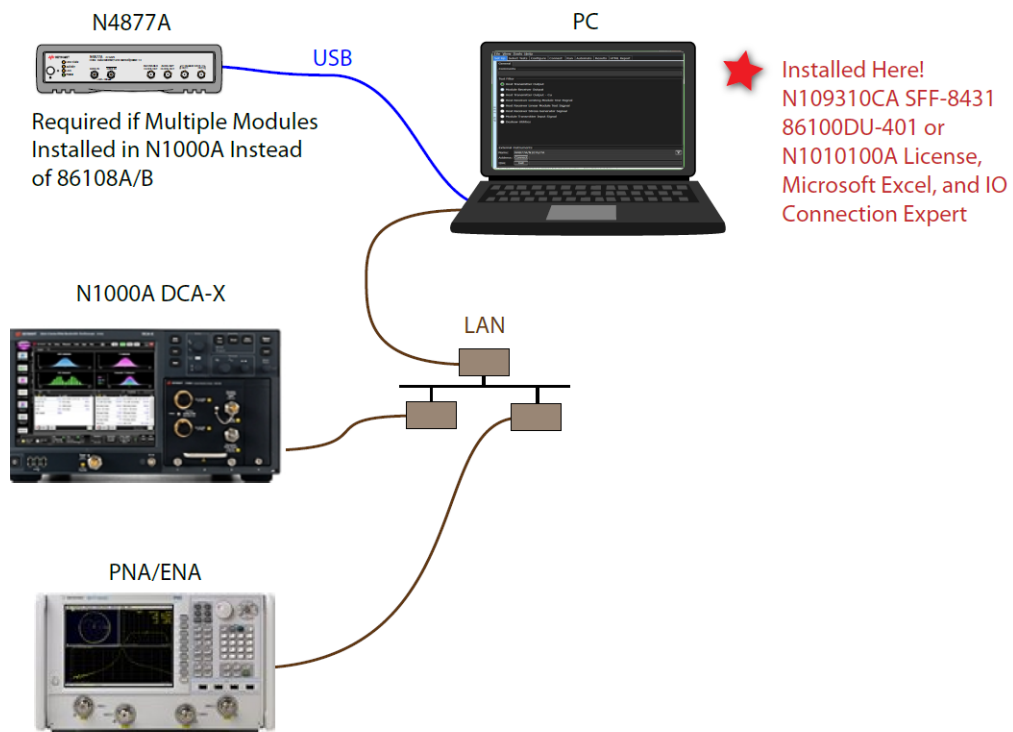 N4877A
PC
USB
Required if Multiple Modules
Installed in N1000A Instead
of 86108A/B
Installed Here!
N109310CA SFF-8431
86100DU-401 or
N1010100A License,
Microsoft Excel, and IO
Connection Expert
N1000A DCA-X
LAN
PNA/ENA